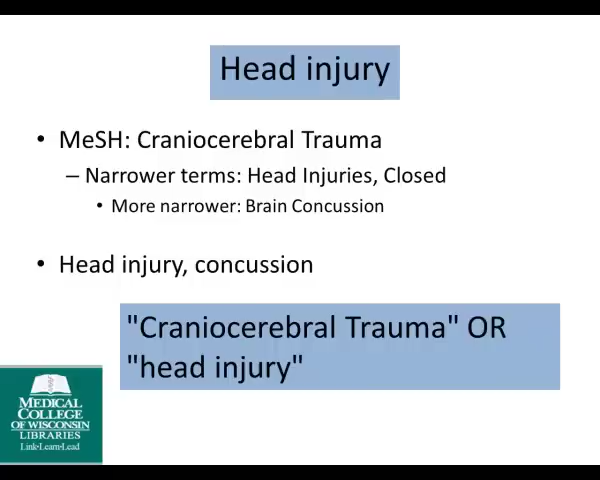 Head injury
• MeSH: Craniocerebral Trauma
– Narrower terms: Head Injuries, Closed
• More narrower: Brain Concussion
• Head injury, concussion
"Craniocerebral Trauma" OR
"head injury"
MEDICAL
COLLEGE
OF WISCONSIN
LIBRARIES
Link•Learn•Lead